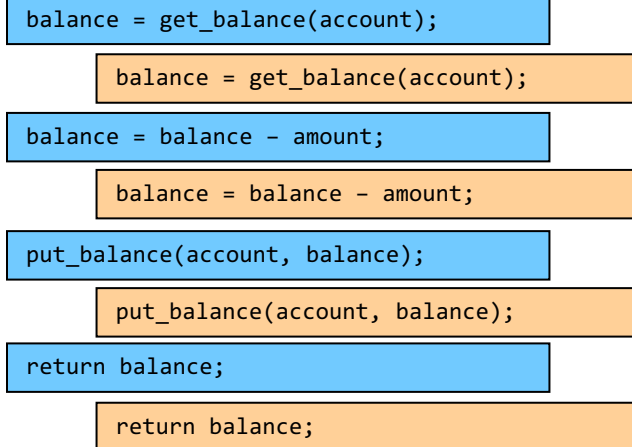 balance = get_balance(account);
balance = get_balance(account);
balance = balance – amount;
balance = balance – amount;
put_balance(account, balance);
put_balance(account, balance);
return balance;
return balance;